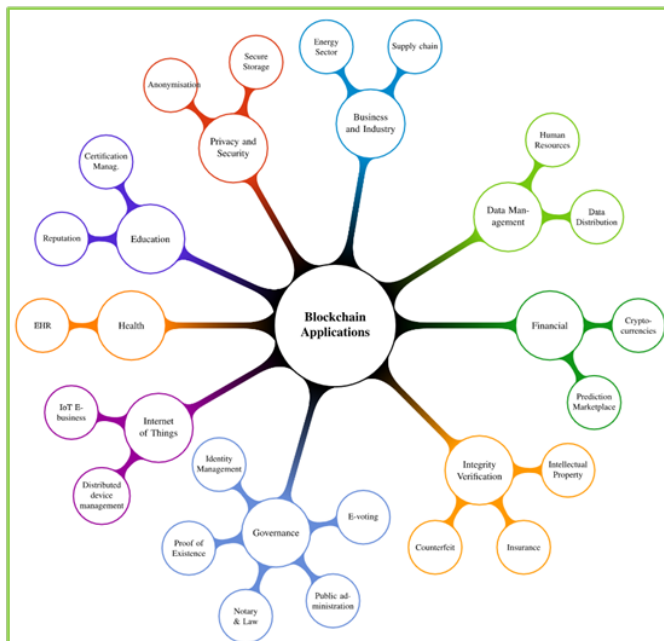 Energy
Sector
Supply chain
Secure
Storage
Anonymisation
Business
and Industry
Privacy and
Security
Human
Resources
Certification
Manag.
Data Man-
agement
Data
Distribution
Reputation
Education
Blockchain
Applications
EHR
Health
Financial
Crypto-
currencies
Prediction
Marketplace
IoT E-
business
Internet
of Things
Identity
Management
Integrity
Verification
Intellectual
Property
Distributed
device
management
E-voting
Governance
Proof of
Existence
Counterfeit
Insurance
Public ad-
ministration
Notary
& Law